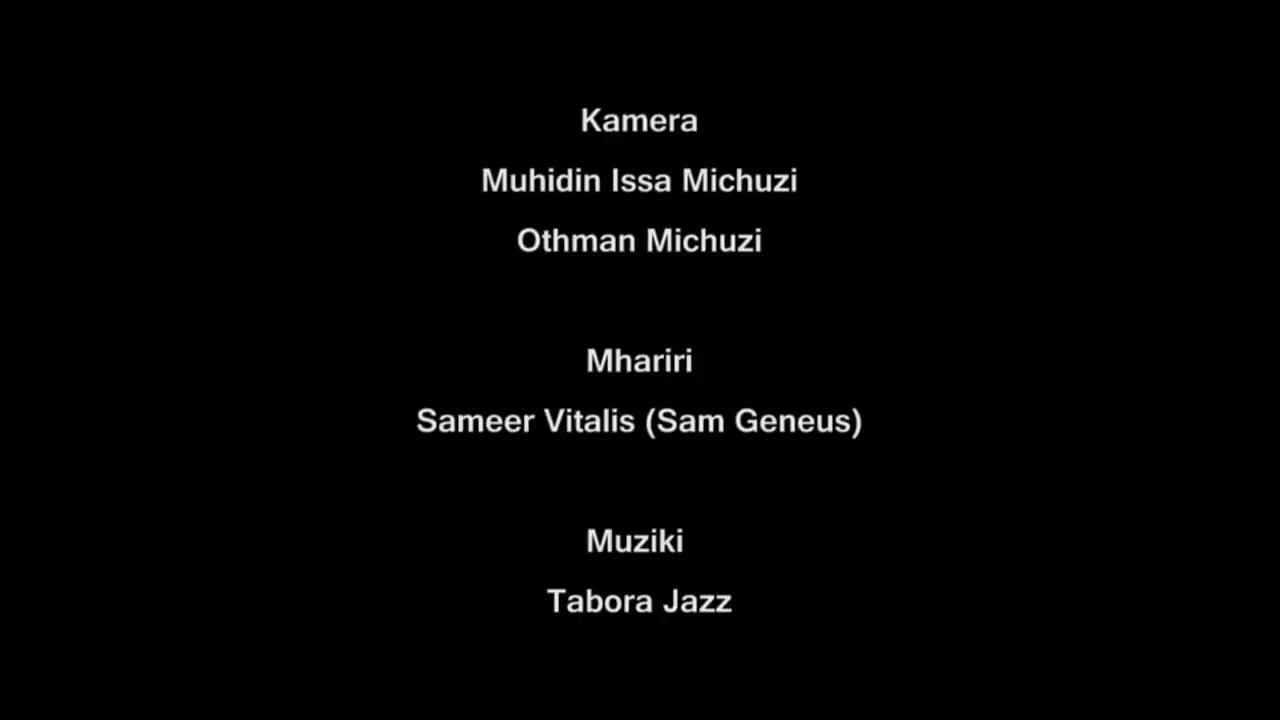 Kamera
Muhidin Issa Michuzi
Othman Michuzi
Mhariri
Sameer Vitalis (Sam Geneus)
Muziki
Tabora Jazz